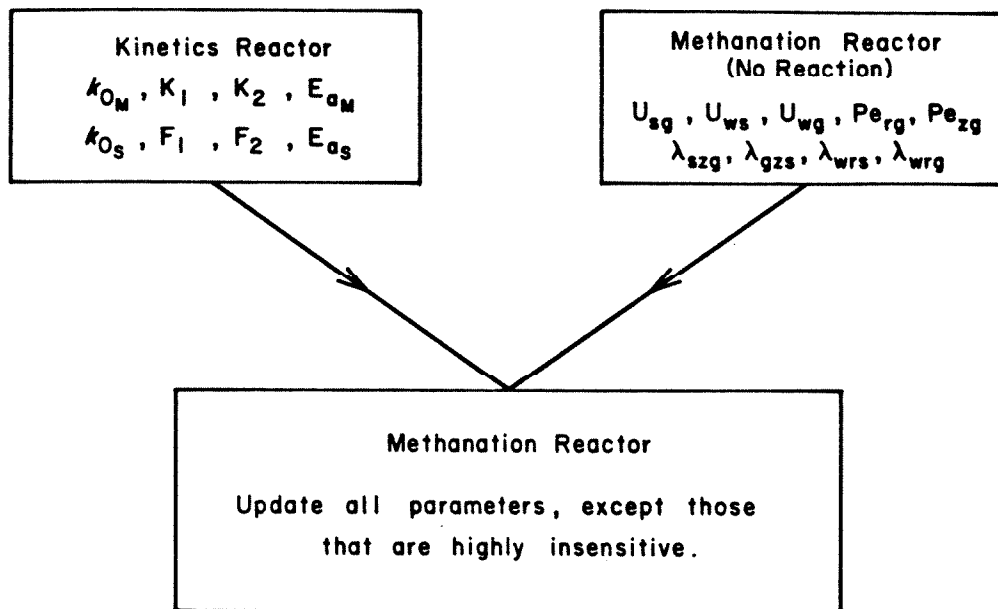 Kinetics Reactor
k₀M , K₁ , K₂ , EaM
k₀S , F₁ , F₂ , EaS
Methanation Reactor
(No Reaction)
Usg , Uws , Uwg , Perg, Pezg
λszg, λgzs, λwrs, λwrg
Methanation Reactor
Update all parameters, except those
that are highly insensitive.